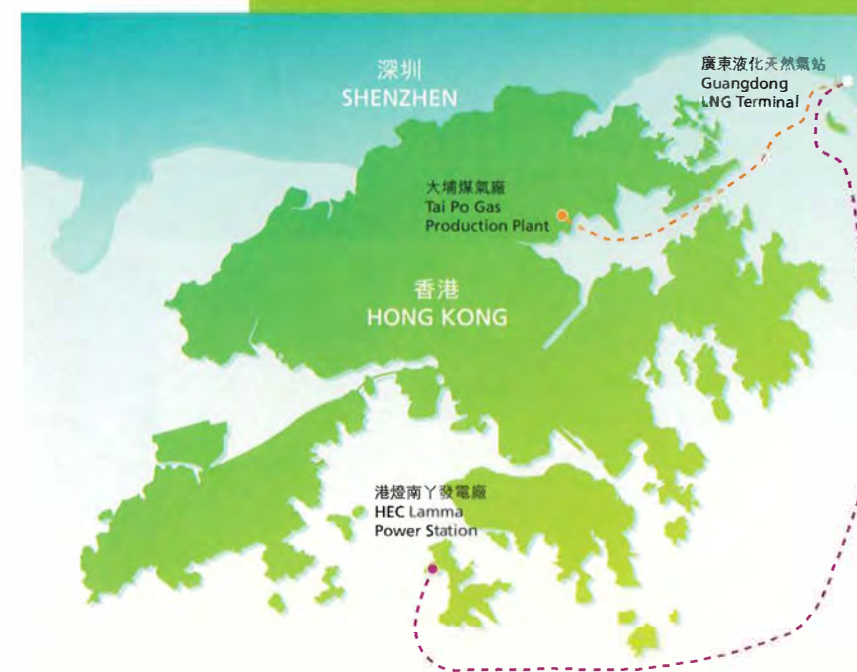 深圳
SHENZHEN
廣東液化天然氣站
Guangdong
LNG Terminal
大埔煤氣廠
Tai Po Gas
Production Plant
香港
HONG KONG
港燈南丫發電廠
HEC Lamma
Power Station